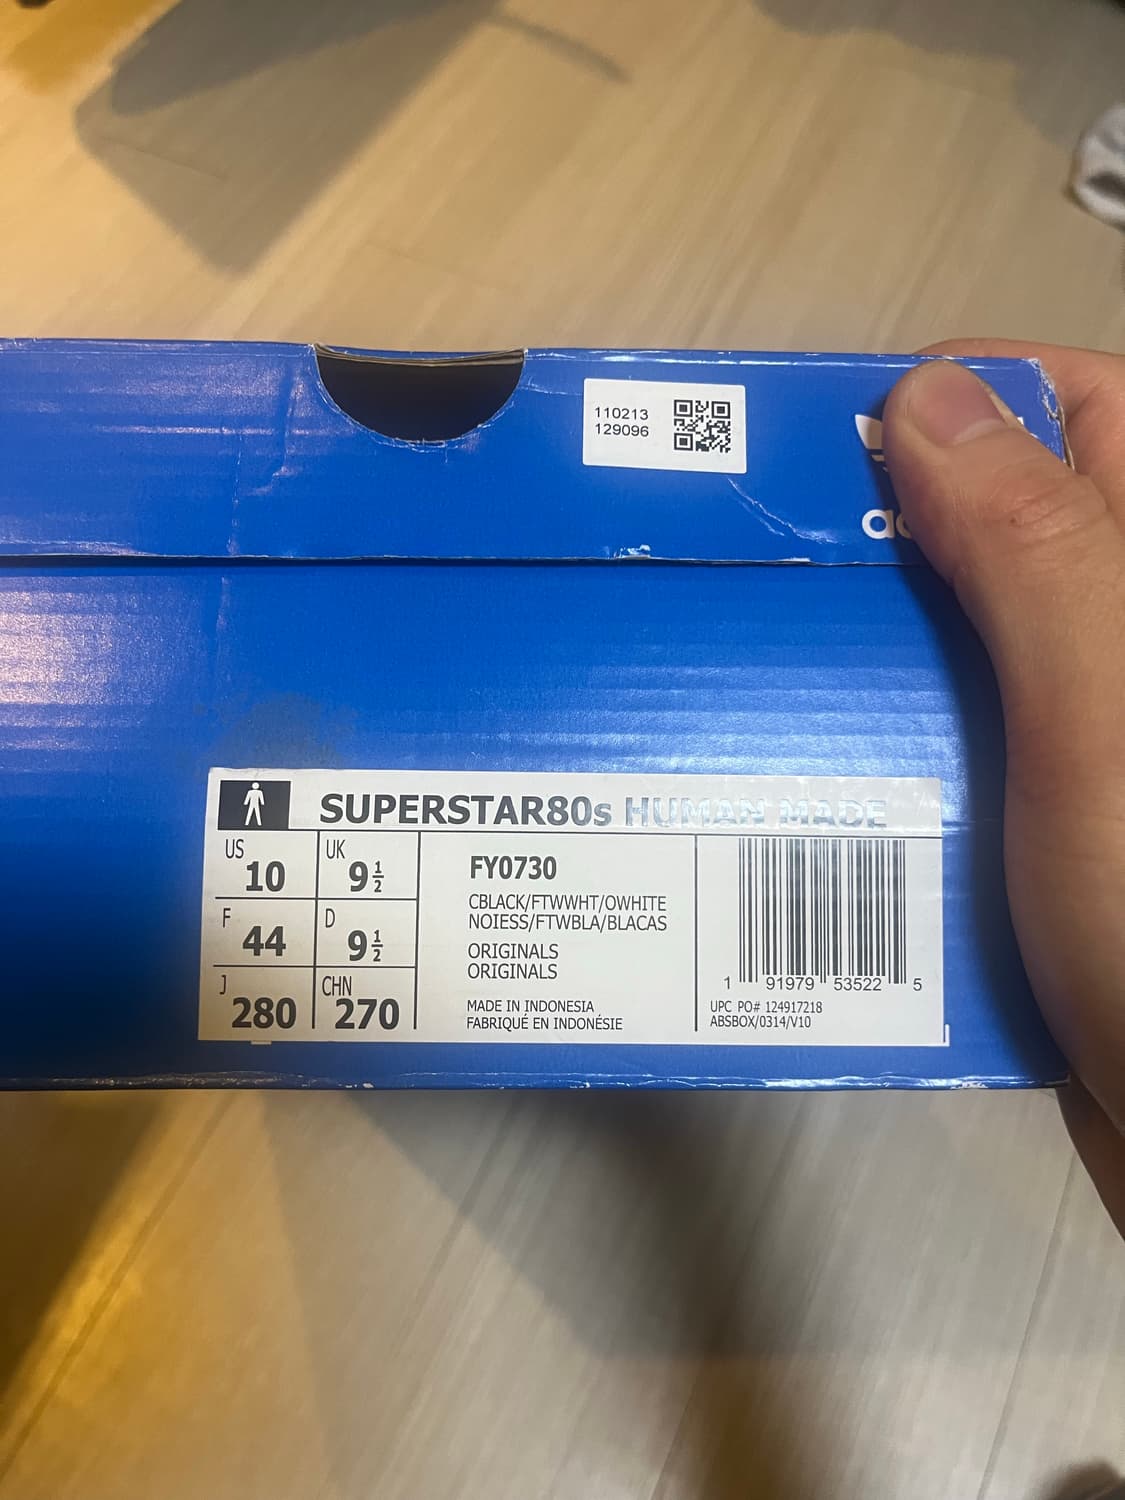 110213
129096
SUPERSTAR80s HUMAN MADE
US
10
UK
9½
F
44
D
9½
J
280
CHN
270
FY0730
CBLACK/FTWWHT/OWHITE
NOIESS/FTWBLA/BLACAS
ORIGINALS
ORIGINALS
MADE IN INDONESIA
FABRIQUÉ EN INDONÉSIE
1 91979 53522 5
UPC PO# 124917218
ABSBOX/0314/V10